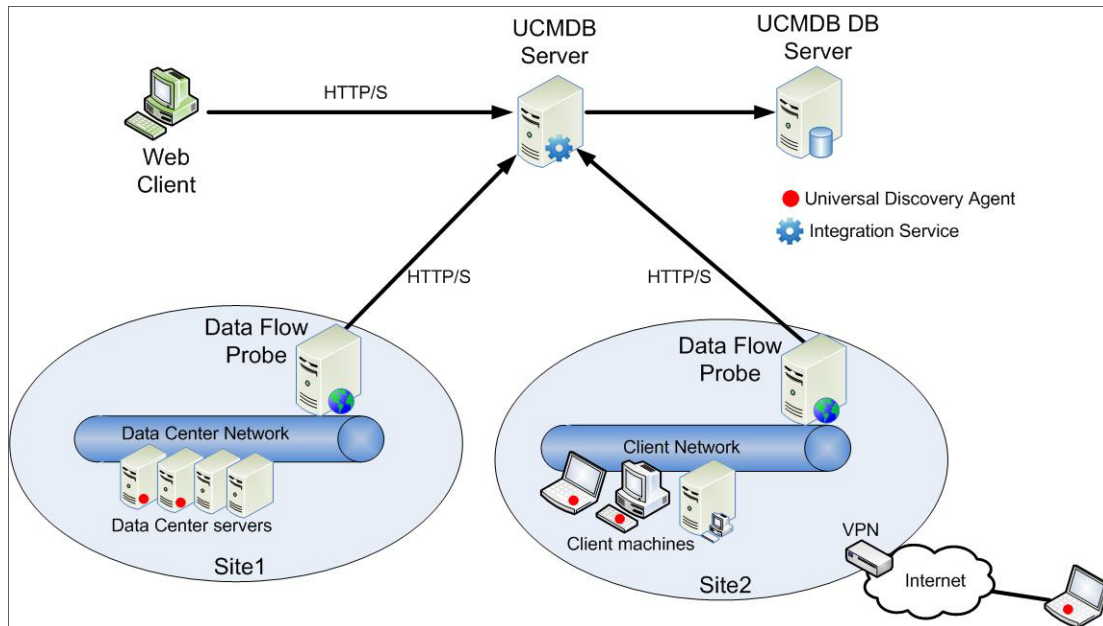 UCMDB
Server
UCMDB DB
Server
HTTP/S
Web
Client
Universal Discovery Agent
Integration Service
HTTP/S
HTTP/S
Data Flow
Probe
Data Flow
Probe
Data Center Network
Client Network
Data Center servers
Client machines
VPN
Site1
Site2
Internet